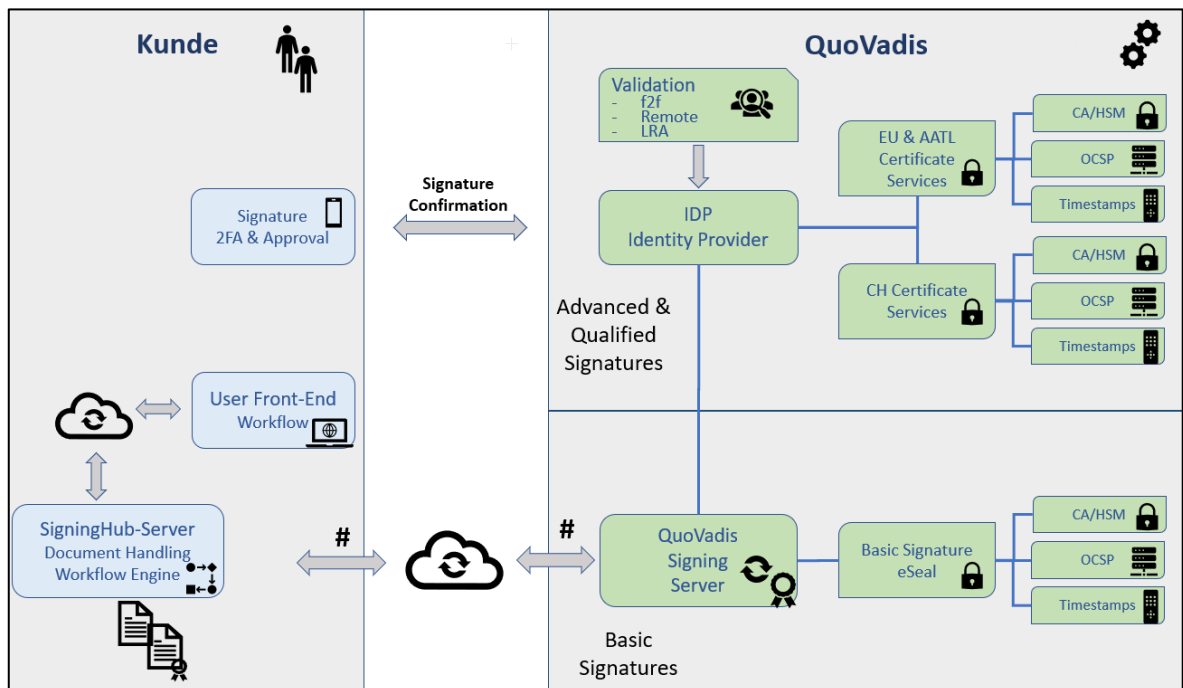 Kunde
QuoVadis
Validation
- f2f
- Remote
- LRA
EU & AATL
Certificate
Services
CA/HSM
OCSP
Timestamps
Signature
Confirmation
Signature
2FA & Approval
IDP
Identity Provider
CH Certificate
Services
CA/HSM
OCSP
Timestamps
Advanced &
Qualified
Signatures
User Front-End
Workflow
SigningHub-Server
Document Handling
Workflow Engine
#
#
QuoVadis
Signing
Server
Basic Signature
eSeal
CA/HSM
OCSP
Timestamps
Basic
Signatures